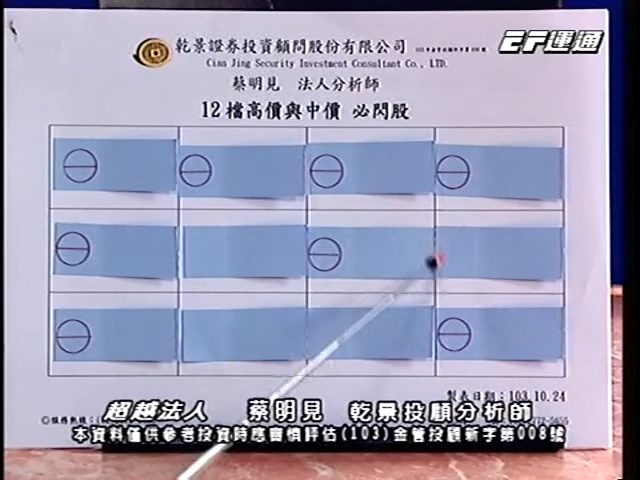 EF運通
乾景證券投資顧問股份有限公司
Cian Jing Security Investment Consultant Co., LTD.
蔡明見 法人分析師
12檔高價與中價 必閃股
製表日期:103.10.24
超越法人 蔡明見 乾景投顧分析師
本資料僅供參考投資時應審慎評估(103)金管投顧新字第008號